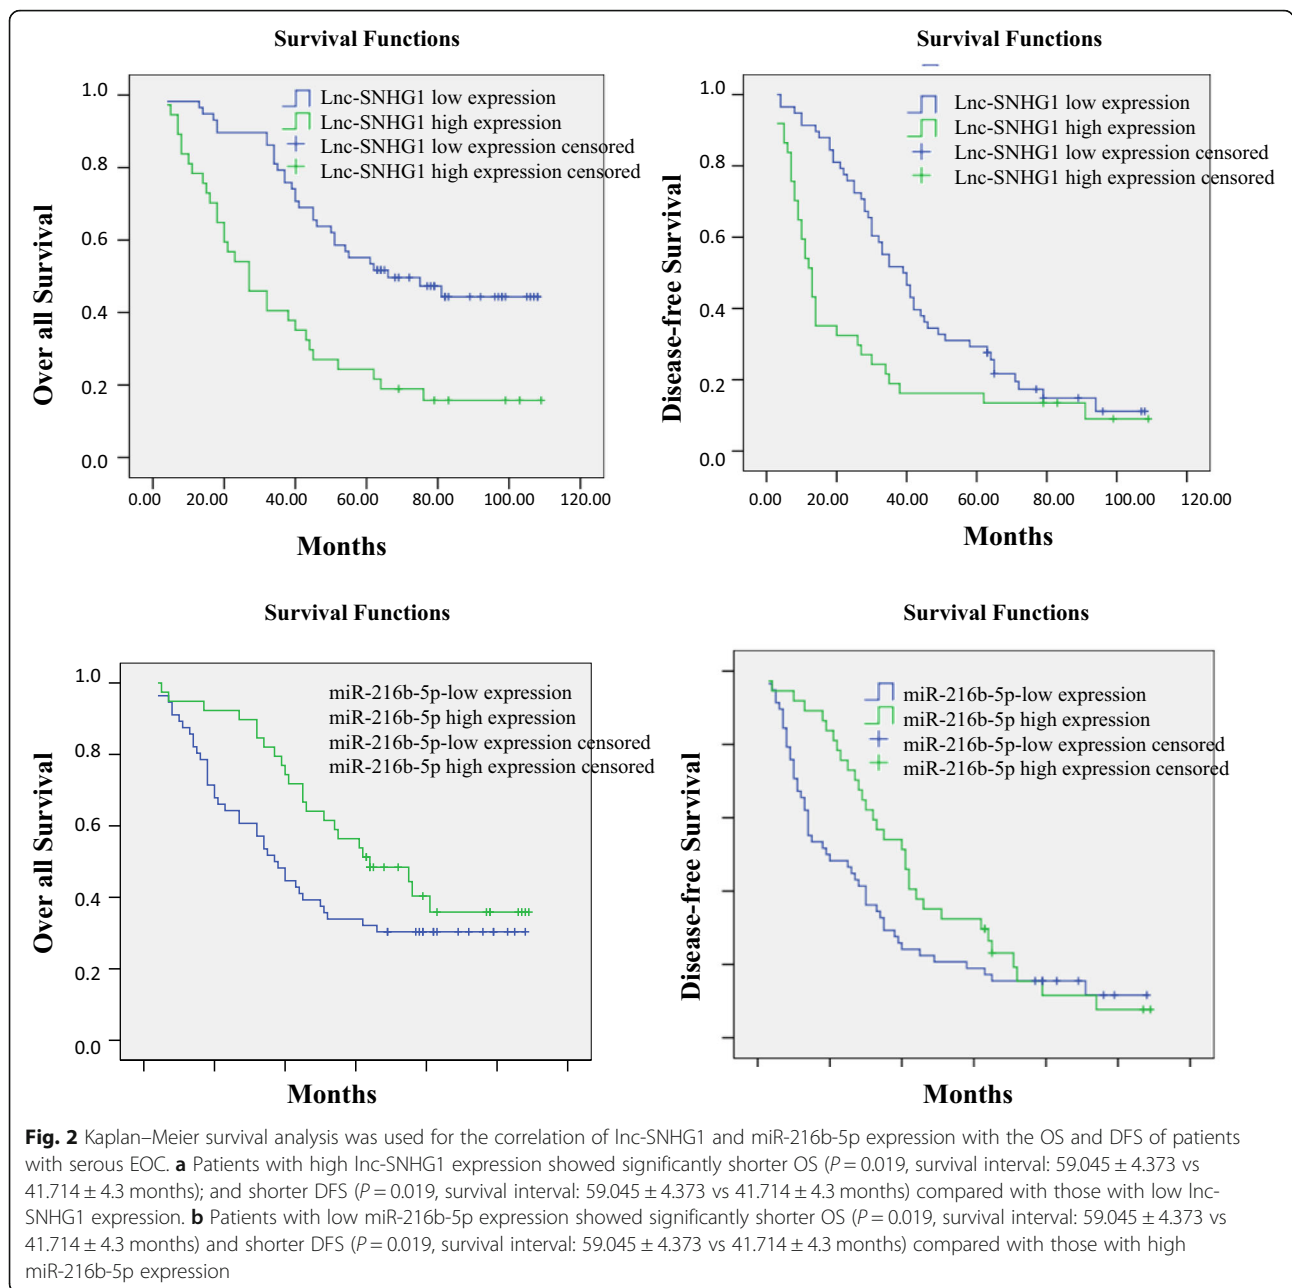 Survival Functions
Over all Survival
1.0
0.8
0.6
0.4
0.2
0.0
Lnc-SNHG1 low expression
Lnc-SNHG1 high expression
Lnc-SNHG1 low expression censored
Lnc-SNHG1 high expression censored
0.00 20.00 40.00 60.00 80.00 100.00 120.00
Months
Survival Functions
Disease-free Survival
1.0
0.8
0.6
0.4
0.2
0.0
Lnc-SNHG1 low expression
Lnc-SNHG1 high expression
Lnc-SNHG1 low expression censored
Lnc-SNHG1 high expression censored
0.00 20.00 40.00 60.00 80.00 100.00 120.00
Months
Survival Functions
Over all Survival
1.0
0.8
0.6
0.4
0.2
0.0
miR-216b-5p-low expression
miR-216b-5p high expression
miR-216b-5p-low expression censored
miR-216b-5p high expression censored
Months
Survival Functions
Disease-free Survival
miR-216b-5p-low expression
miR-216b-5p high expression
miR-216b-5p-low expression censored
miR-216b-5p high expression censored
Months
Fig. 2 Kaplan–Meier survival analysis was used for the correlation of lnc-SNHG1 and miR-216b-5p expression with the OS and DFS of patients
with serous EOC. a Patients with high lnc-SNHG1 expression showed significantly shorter OS (P = 0.019, survival interval: 59.045 ± 4.373 vs
41.714 ± 4.3 months); and shorter DFS (P = 0.019, survival interval: 59.045 ± 4.373 vs 41.714 ± 4.3 months) compared with those with low lnc-
SNHG1 expression. b Patients with low miR-216b-5p expression showed significantly shorter OS (P = 0.019, survival interval: 59.045 ± 4.373 vs
41.714 ± 4.3 months) and shorter DFS (P = 0.019, survival interval: 59.045 ± 4.373 vs 41.714 ± 4.3 months) compared with those with high
miR-216b-5p expression